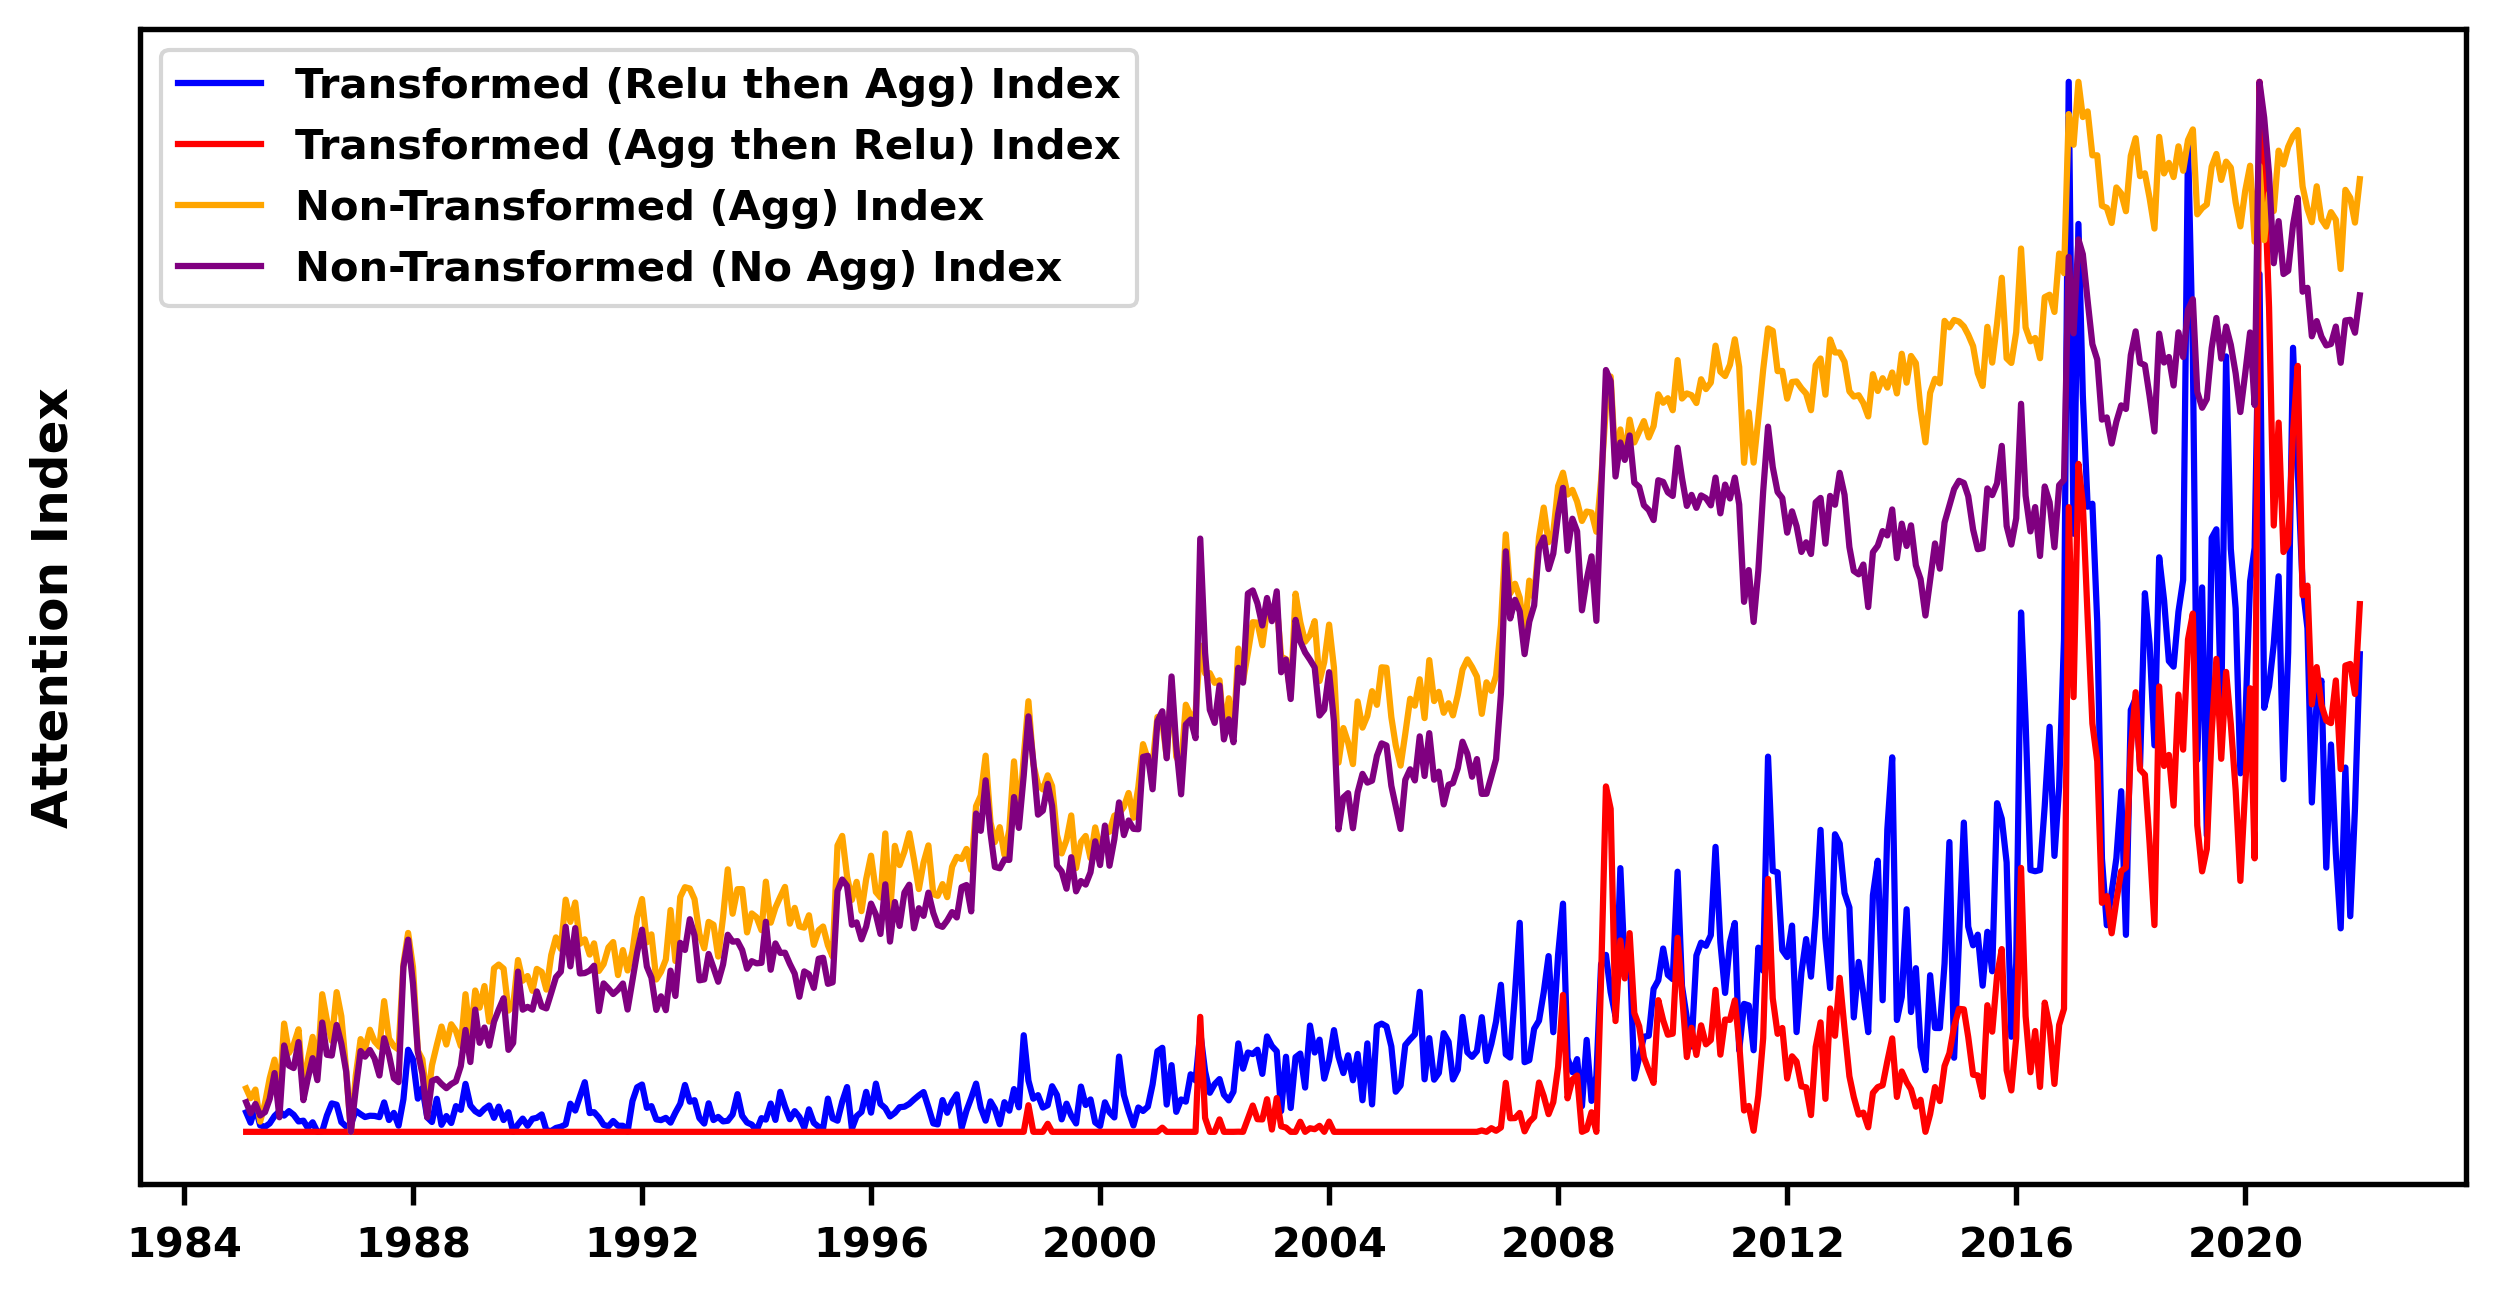 Transformed (Relu then Agg) Index
Transformed (Agg then Relu) Index
Non-Transformed (Agg) Index
Non-Transformed (No Agg) Index
Attention Index
1984 1988 1992 1996 2000 2004 2008 2012 2016 2020